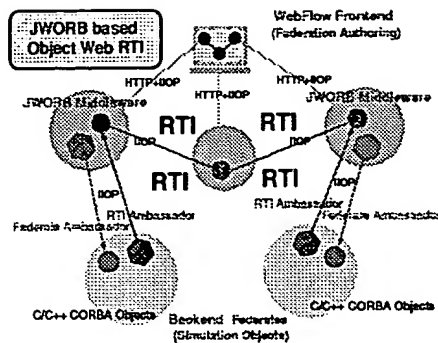 JWORB based
Object Web RTI
WebFlow Frontend
(Federation Authoring)
HTTP+IIOP
HTTP+IIOP
HTTP+IIOP
JWORB Middleware
JWORB Middleware
RTI
RTI
IIOP
IIOP
RTI
RTI
IIOP
IIOP
RTI Ambassador
RTI Ambassador
Federate Ambassador
Federate Ambassador
C/C++ CORBA Objects
C/C++ CORBA Objects
Backend Federates
(Simulation Objects)